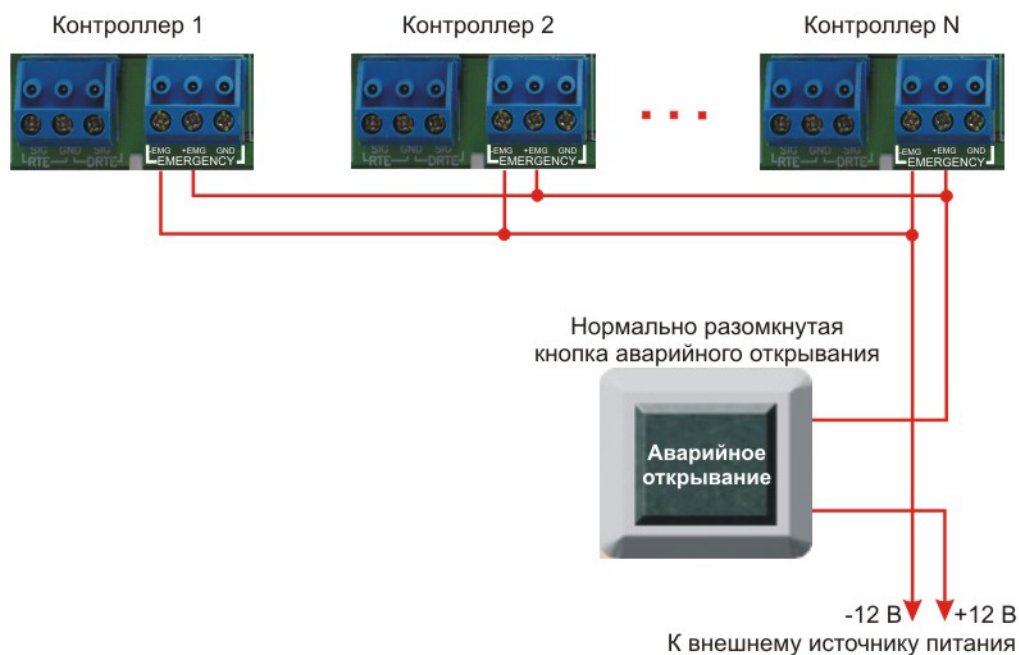 Контроллер 1
Контроллер 2
Контроллер N
SIG GND SIG
RTE DRTE
-EMG +EMG GND
EMERGENCY
SIG GND SIG
RTE DRTE
-EMG +EMG GND
EMERGENCY
SIG GND SIG
RTE DRTE
-EMG +EMG GND
EMERGENCY
Нормально разомкнутая
кнопка аварийного открывания
Аварийное
открывание
-12 В +12 В
К внешнему источнику питания